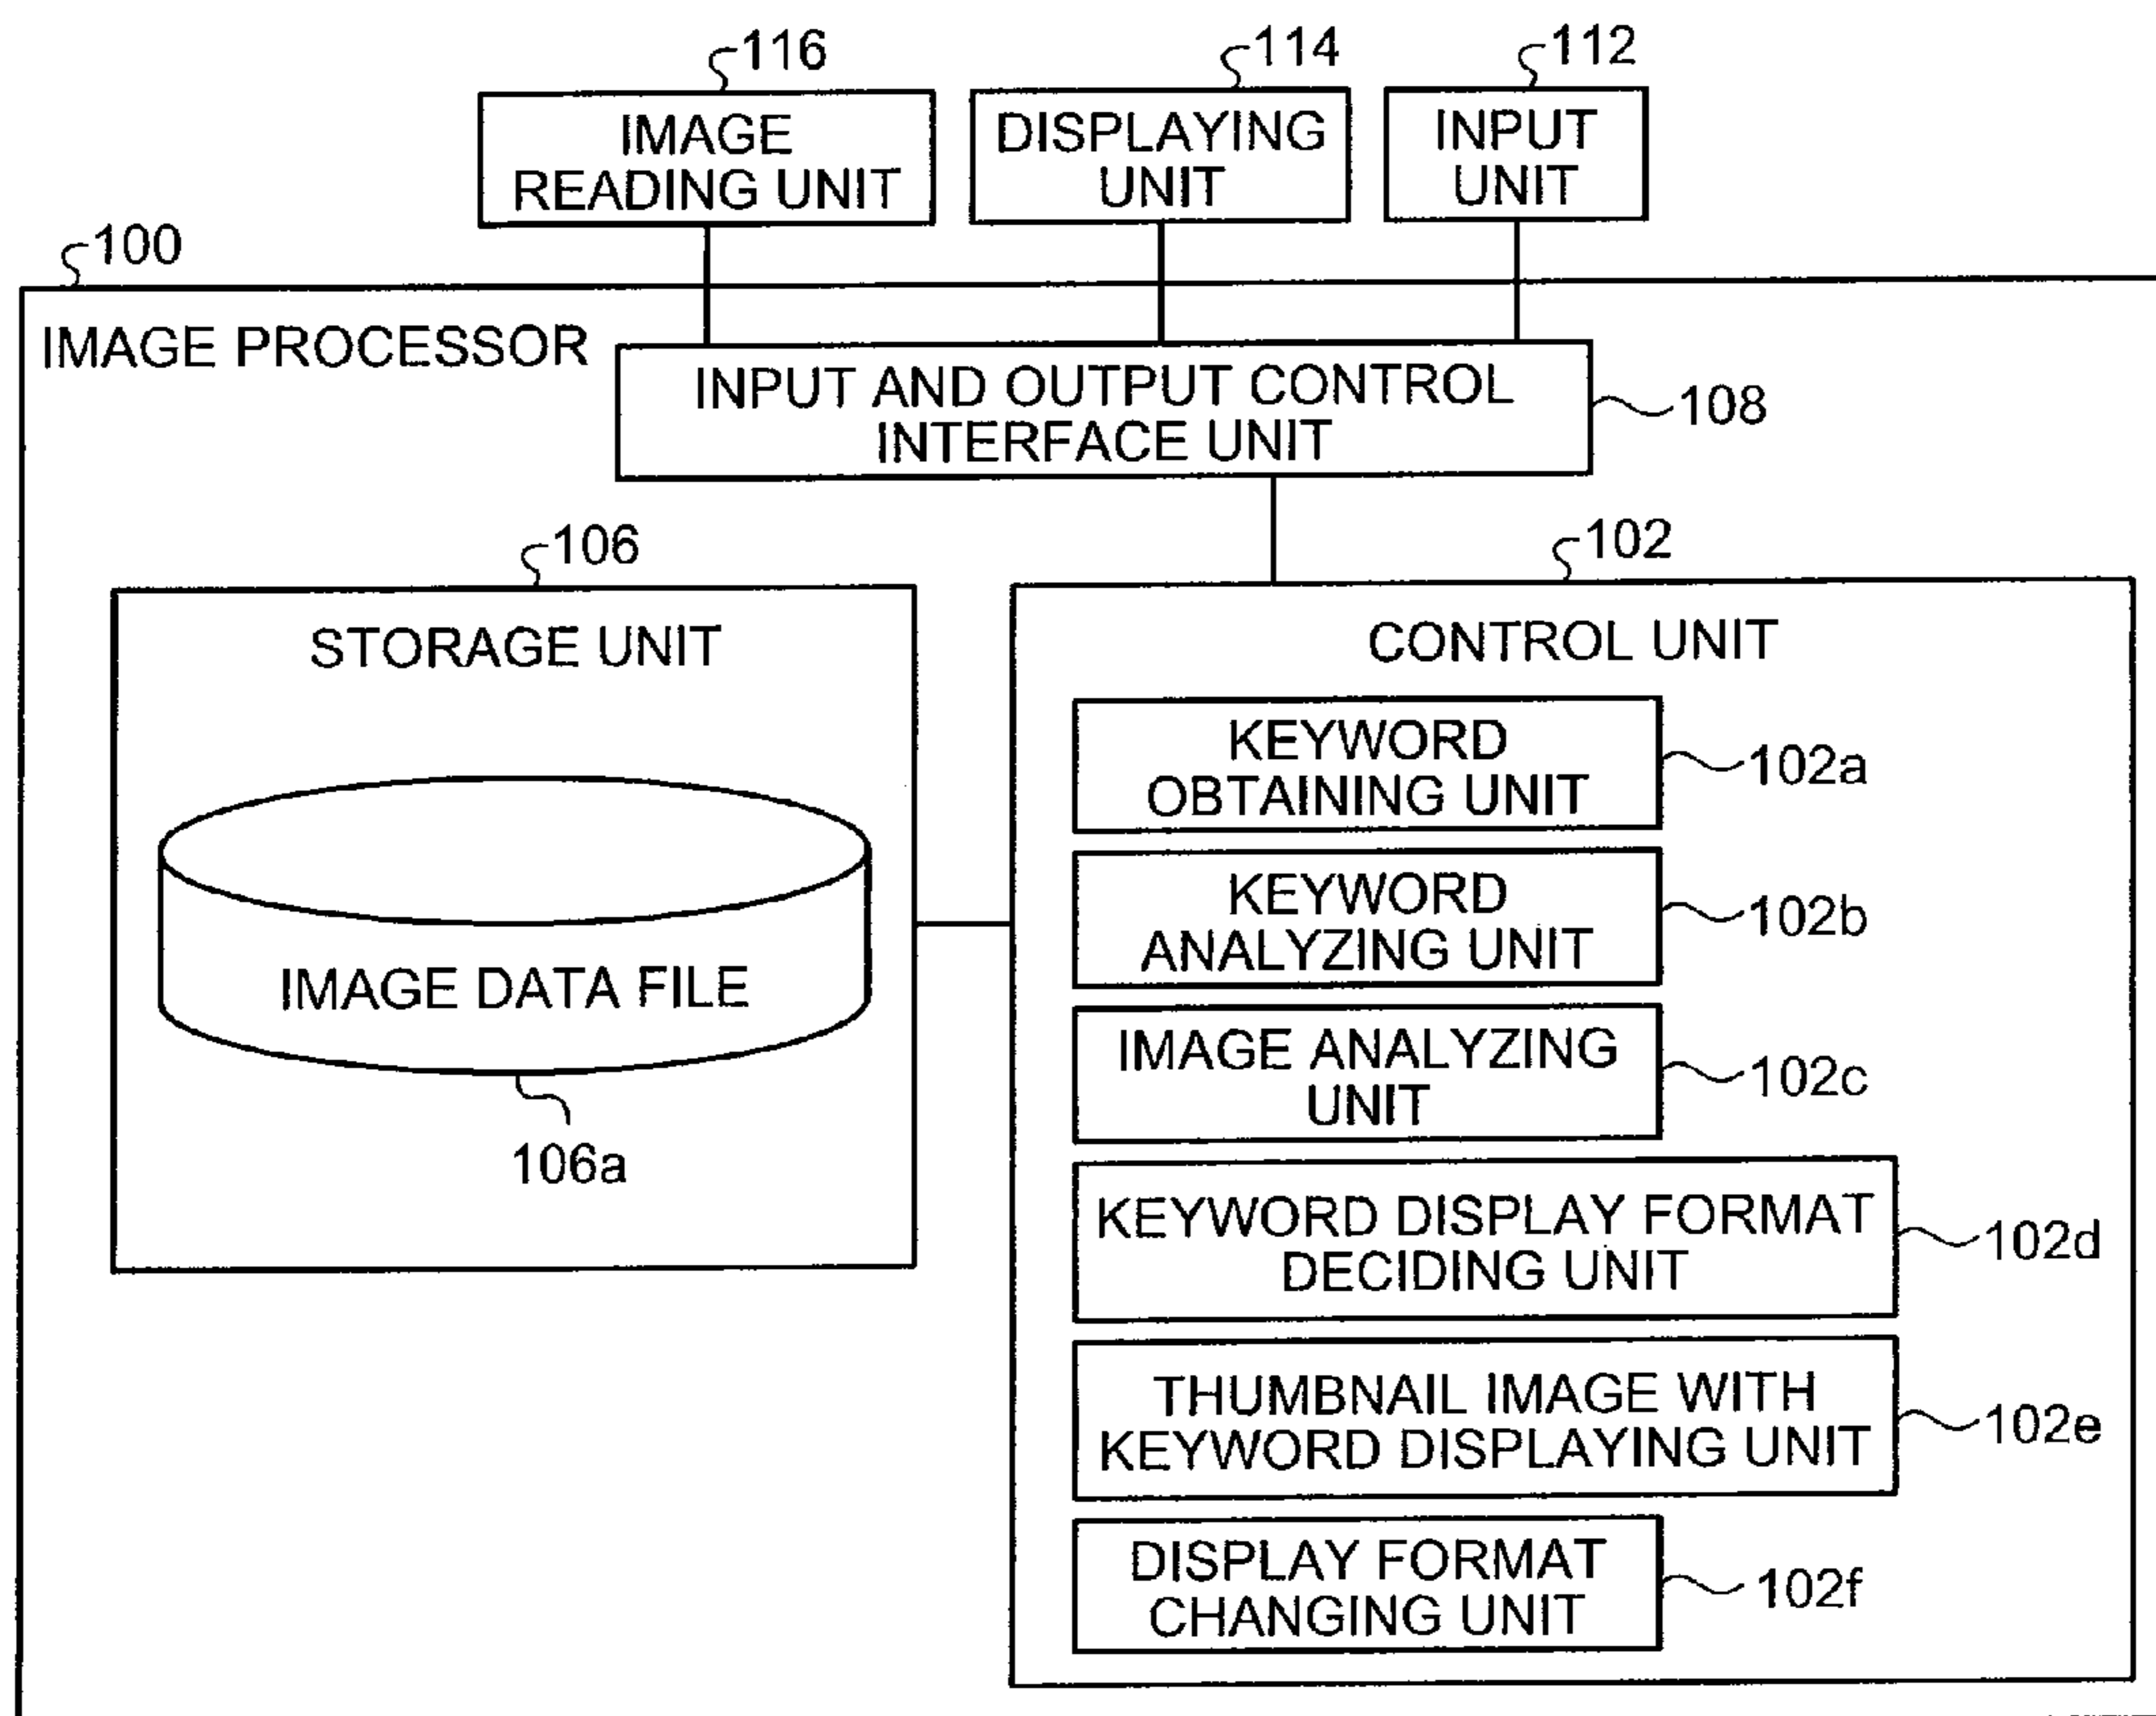 116
114
112
IMAGE
READING UNIT
DISPLAYING
UNIT
INPUT
UNIT
100
IMAGE PROCESSOR
INPUT AND OUTPUT CONTROL
INTERFACE UNIT
108
106
STORAGE UNIT
IMAGE DATA FILE
106a
102
CONTROL UNIT
KEYWORD
OBTAINING UNIT
102a
KEYWORD
ANALYZING UNIT
102b
IMAGE ANALYZING
UNIT
102c
KEYWORD DISPLAY FORMAT
DECIDING UNIT
102d
THUMBNAIL IMAGE WITH
KEYWORD DISPLAYING UNIT
102e
DISPLAY FORMAT
CHANGING UNIT
102f